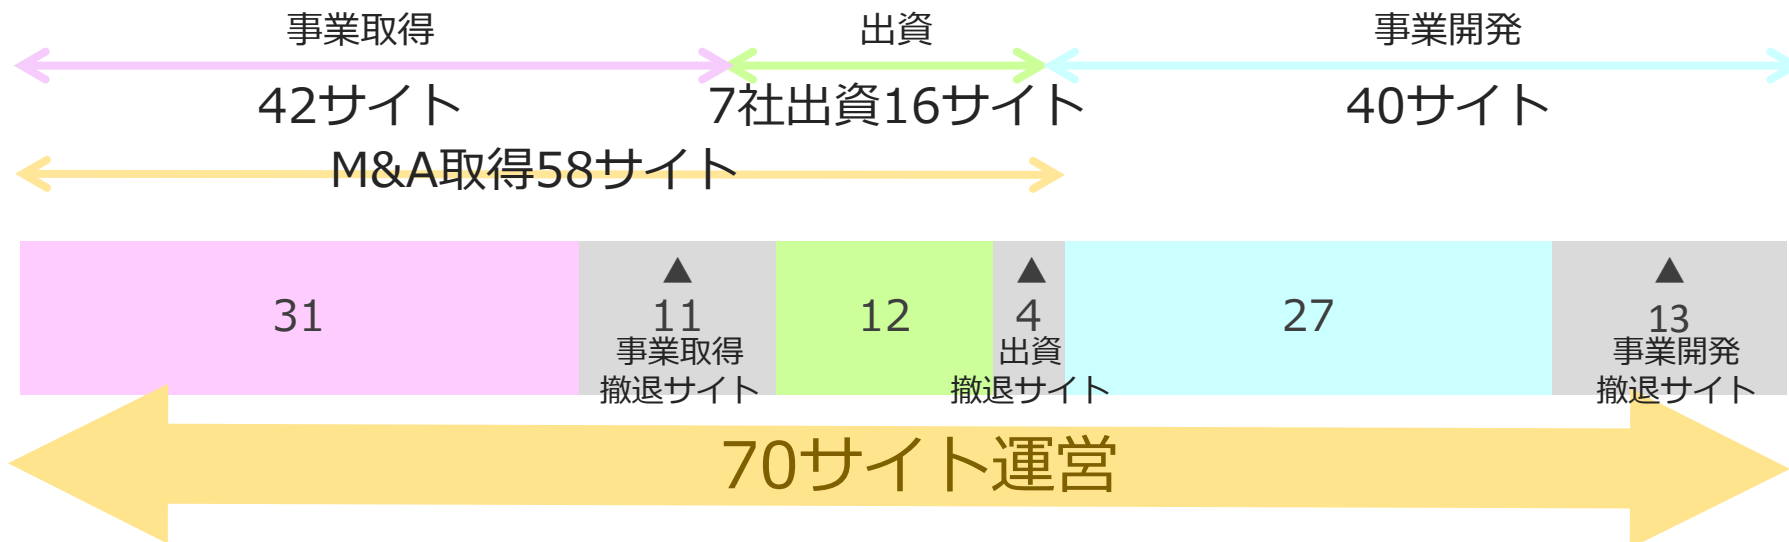 事業取得
出資
事業開発
42サイト
7社出資16サイト
40サイト
M&A取得58サイト
31
▲
11
事業取得
撤退サイト
12
▲
4
出資
撤退サイト
27
▲
13
事業開発
撤退サイト
70サイト運営